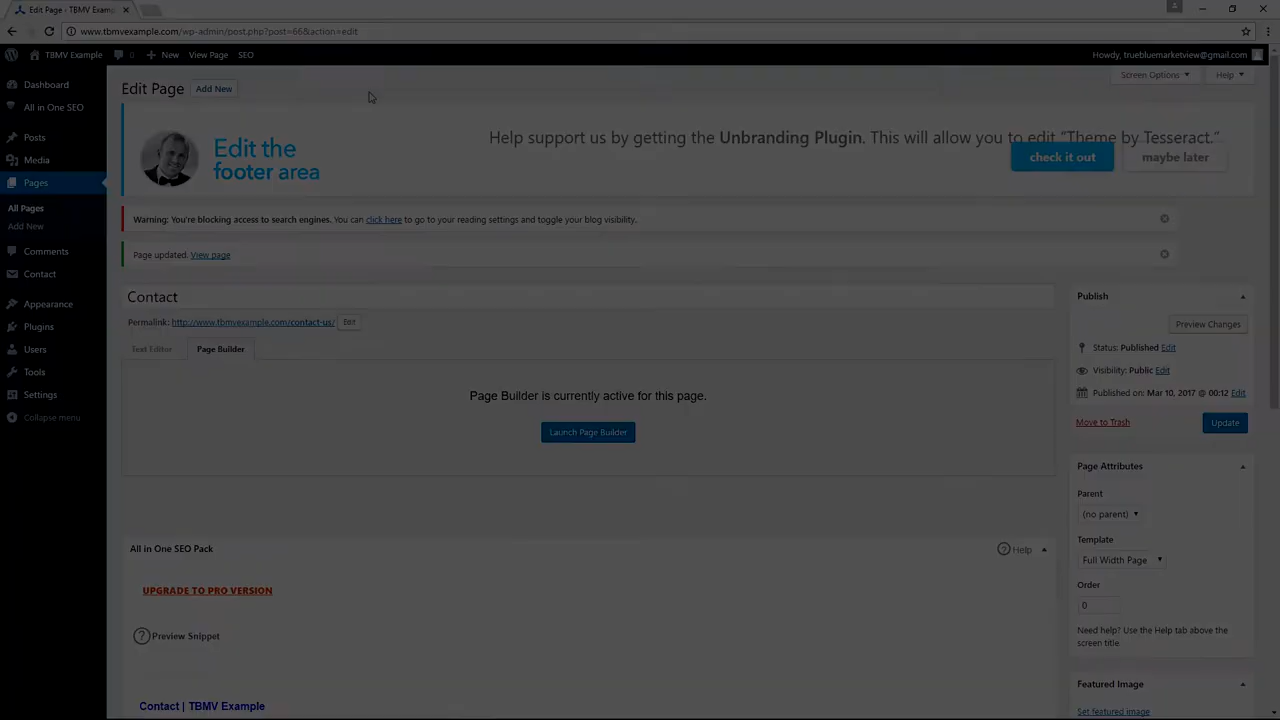 Edit Page - TBMV Examp
www.tbmvexample.com/wp-admin/post.php?post=66&action=edit
TBMV Example 0 New View Page SEO
Howdy, truebluemarketview@gmail.com
Dashboard
All in One SEO
Posts
Media
Pages
All Pages
Add New
Comments
Contact
Appearance
Plugins
Users
Tools
Settings
Collapse menu
Screen Options ▼
Help ▼
Edit Page Add New
Edit the
footer area
Help support us by getting the Unbranding Plugin. This will allow you to edit “Theme by Tesseract.”
check it out
maybe later
Warning: You're blocking access to search engines. You can click here to go to your reading settings and toggle your blog visibility.
Page updated. View page
Contact
Permalink: http://www.tbmvexample.com/contact-us/ Edit
Text Editor Page Builder
Page Builder is currently active for this page.
Launch Page Builder
All in One SEO Pack
? Help
UPGRADE TO PRO VERSION
? Preview Snippet
Contact | TBMV Example
Publish
Preview Changes
Status: Published Edit
Visibility: Public Edit
Published on: Mar 10, 2017 @ 00:12 Edit
Move to Trash
Update
Page Attributes
Parent
(no parent) ▼
Template
Full Width Page ▼
Order
0
Need help? Use the Help tab above the
screen title.
Featured Image
Set featured image